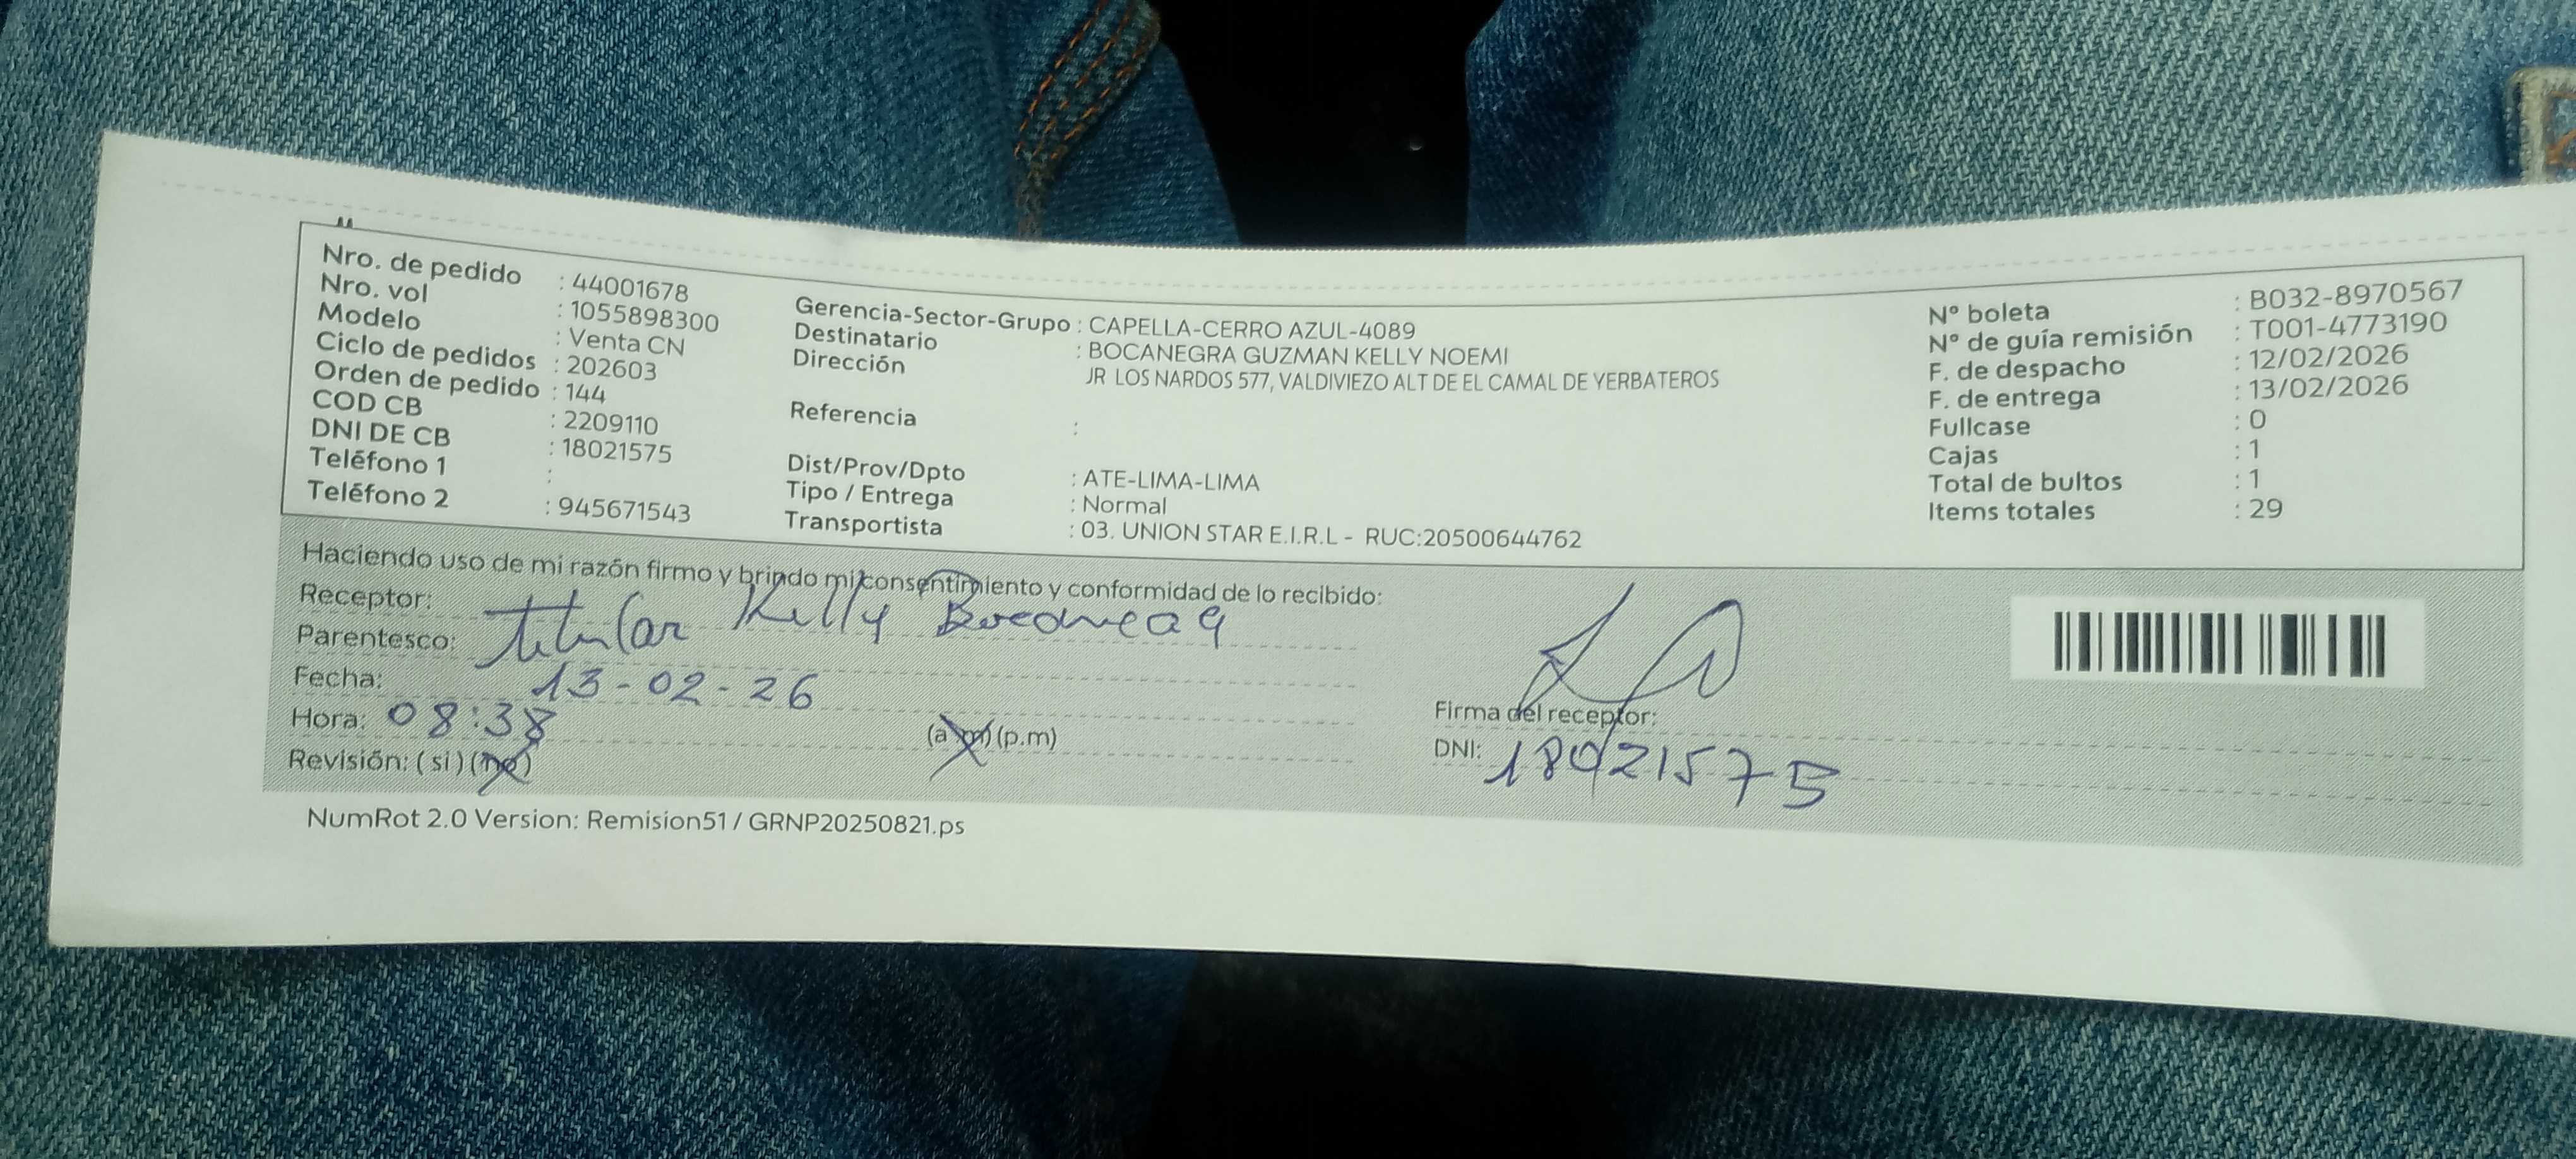 Nro. de pedido : 44001678
Nro. vol : 1055898300
Modelo : Venta CN
Ciclo de pedidos : 202603
Orden de pedido : 144
COD CB : 2209110
DNI DE CB : 18021575
Teléfono 1 :
Teléfono 2 : 945671543
Gerencia-Sector-Grupo : CAPELLA-CERRO AZUL-4089
Destinatario : BOCANEGRA GUZMAN KELLY NOEMI
Dirección JR LOS NARDOS 577, VALDIVIEZO ALT DE EL CAMAL DE YERBATEROS
Referencia :
Dist/Prov/Dpto : ATE-LIMA-LIMA
Tipo / Entrega : Normal
Transportista : 03. UNION STAR E.I.R.L - RUC:20500644762
N° boleta : B032-8970567
N° de guía remisión : T001-4773190
F. de despacho : 12/02/2026
F. de entrega : 13/02/2026
Fullcase : 0
Cajas : 1
Total de bultos : 1
Items totales : 29
Haciendo uso de mi razón firmo y brindo mi consentimiento y conformidad de lo recibido:
Receptor: Kelly
Parentesco: titular
Fecha: 13-02-26
Hora: 08:38 (a.m) (p.m)
Revisión: (si) (no)
Firma del receptor:
DNI: 18021575
NumRot 2.0 Version: Remision51 / GRNP20250821.ps